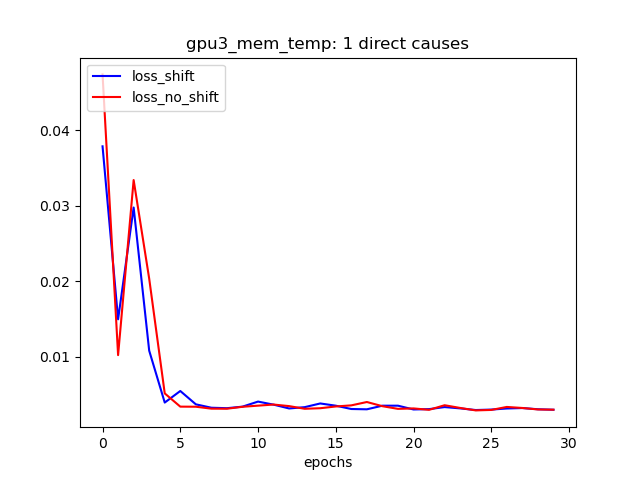 gpu3_mem_temp: 1 direct causes
loss_shift
loss_no_shift
0.04
0.03
0.02
0.01
0 5 10 15 20 25 30
epochs